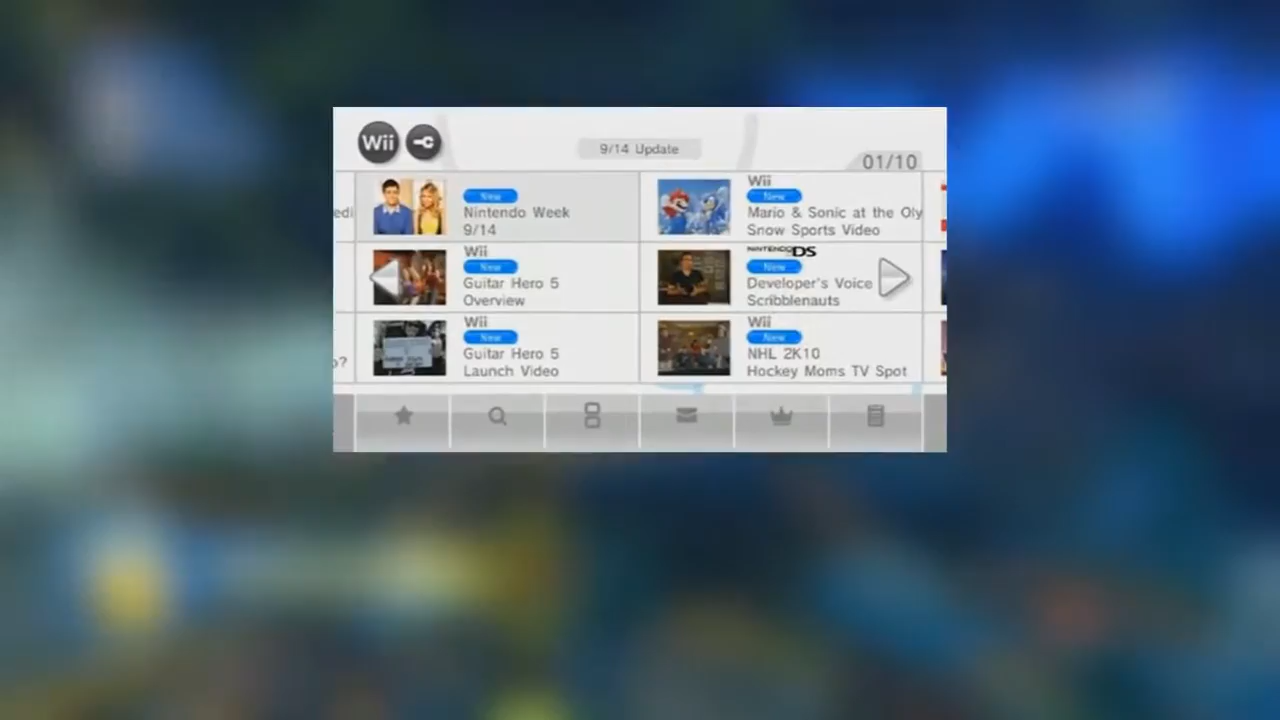 Wii
9/14 Update
01/10
New
Nintendo Week
9/14
Wii
New
Mario & Sonic at the Oly
Snow Sports Video
edi
Wii
New
Guitar Hero 5
Overview
NINTENDO DS
New
Developer's Voice
Scribblenauts
o?
Wii
New
Guitar Hero 5
Launch Video
Wii
New
NHL 2K10
Hockey Moms TV Spot